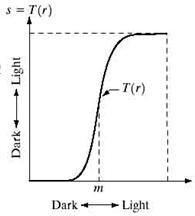 s = T(r)
T(r)
Dark ◄─► Light
m
Dark ◄─► Light